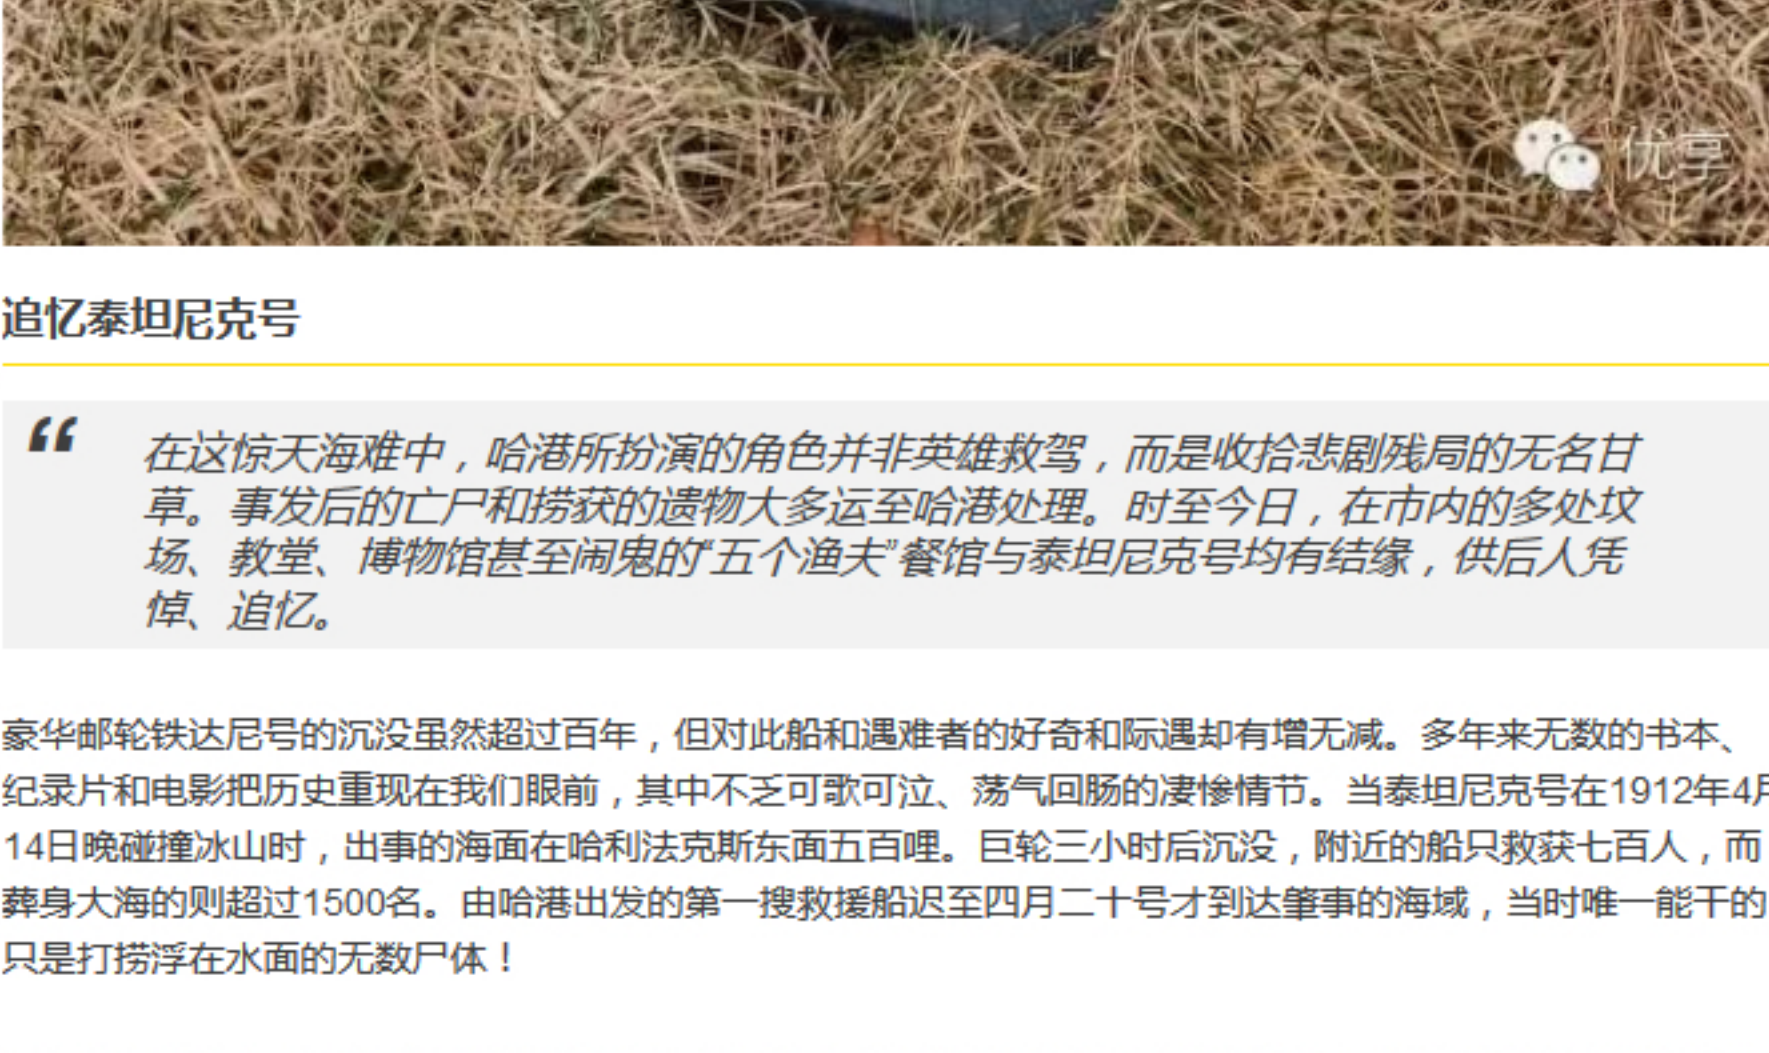 优享
追忆泰坦尼克号
“
在这惊天海难中，哈港所扮演的角色并非英雄救驾，而是收拾悲剧残局的无名甘
草。事发后的亡尸和捞获的遗物大多运至哈港处理。时至今日，在市内的多处坟
场、教堂、博物馆甚至闹鬼的“五个渔夫”餐馆与泰坦尼克号均有结缘，供后人凭
悼、追忆。
豪华邮轮铁达尼号的沉没虽然超过百年，但对此船和遇难者的好奇和际遇却有增无减。多年来无数的书本、
纪录片和电影把历史重现在我们眼前，其中不乏可歌可泣、荡气回肠的凄惨情节。当泰坦尼克号在1912年4月
14日晚碰撞冰山时，出事的海面在哈利法克斯东面五百哩。巨轮三小时后沉没，附近的船只救获七百人，而
葬身大海的则超过1500名。由哈港出发的第一搜救援船迟至四月二十号才到达肇事的海域，当时唯一能干的
只是打捞浮在水面的无数尸体！